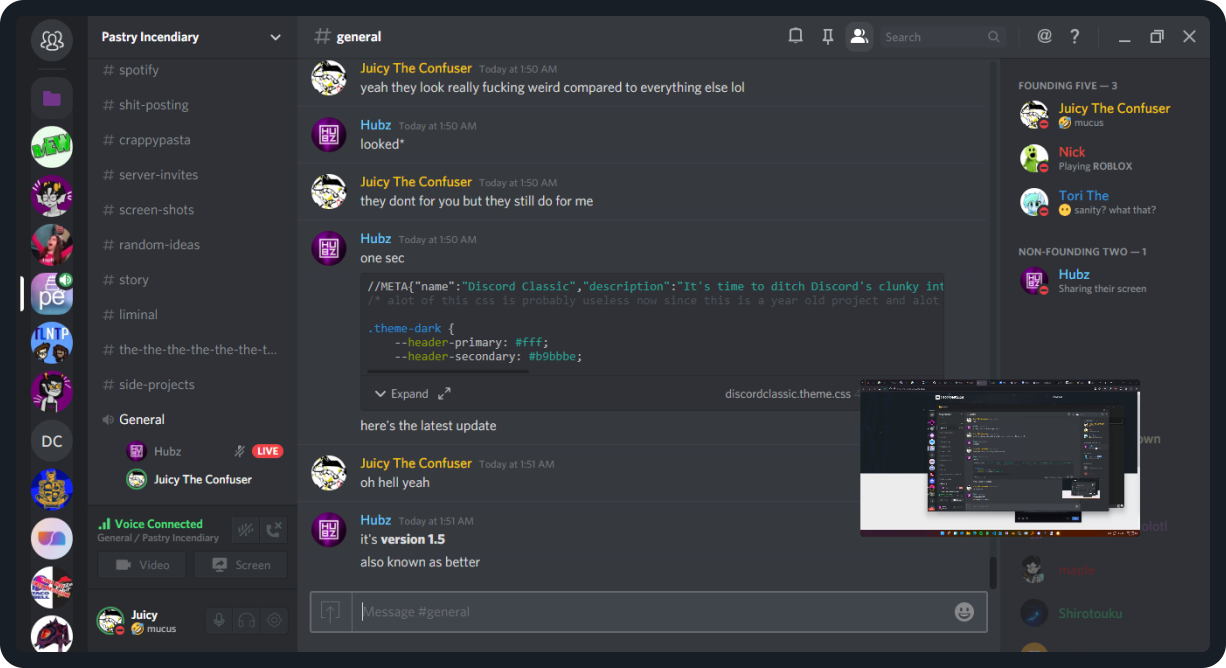 Pastry Incendiary
# spotify
# shit-posting
# crappypasta
# server-invites
# screen-shots
# random-ideas
# story
# liminal
# the-the-the-the-the-the-t...
# side-projects
General
Hubz LIVE
Juicy The Confuser
Voice Connected
General / Pastry Incendiary
Video
Screen
Juicy
mucus
pe
DC
TACO
BELL
# general
Search
@ ?
Juicy The Confuser Today at 1:50 AM
yeah they look really fucking weird compared to everything else lol
HUBZ
Hubz Today at 1:50 AM
looked*
Juicy The Confuser Today at 1:50 AM
they dont for you but they still do for me
HUBZ
Hubz Today at 1:50 AM
one sec
//META{"name":"Discord Classic","description":"It's time to ditch Discord's clunky int
/* alot of this css is probably useless now since this is a year old project and alot
.theme-dark {
--header-primary: #fff;
--header-secondary: #b9bbbe;
Expand
discordclassic.theme.css
here's the latest update
Juicy The Confuser Today at 1:51 AM
oh hell yeah
HUBZ
Hubz Today at 1:51 AM
it's version 1.5
also known as better
Message #general
FOUNDING FIVE — 3
Juicy The Confuser
mucus
Nick
Playing ROBLOX
Tori The
sanity? what that?
NON-FOUNDING TWO — 1
Hubz
Sharing their screen
own
oloti
Shirotouku